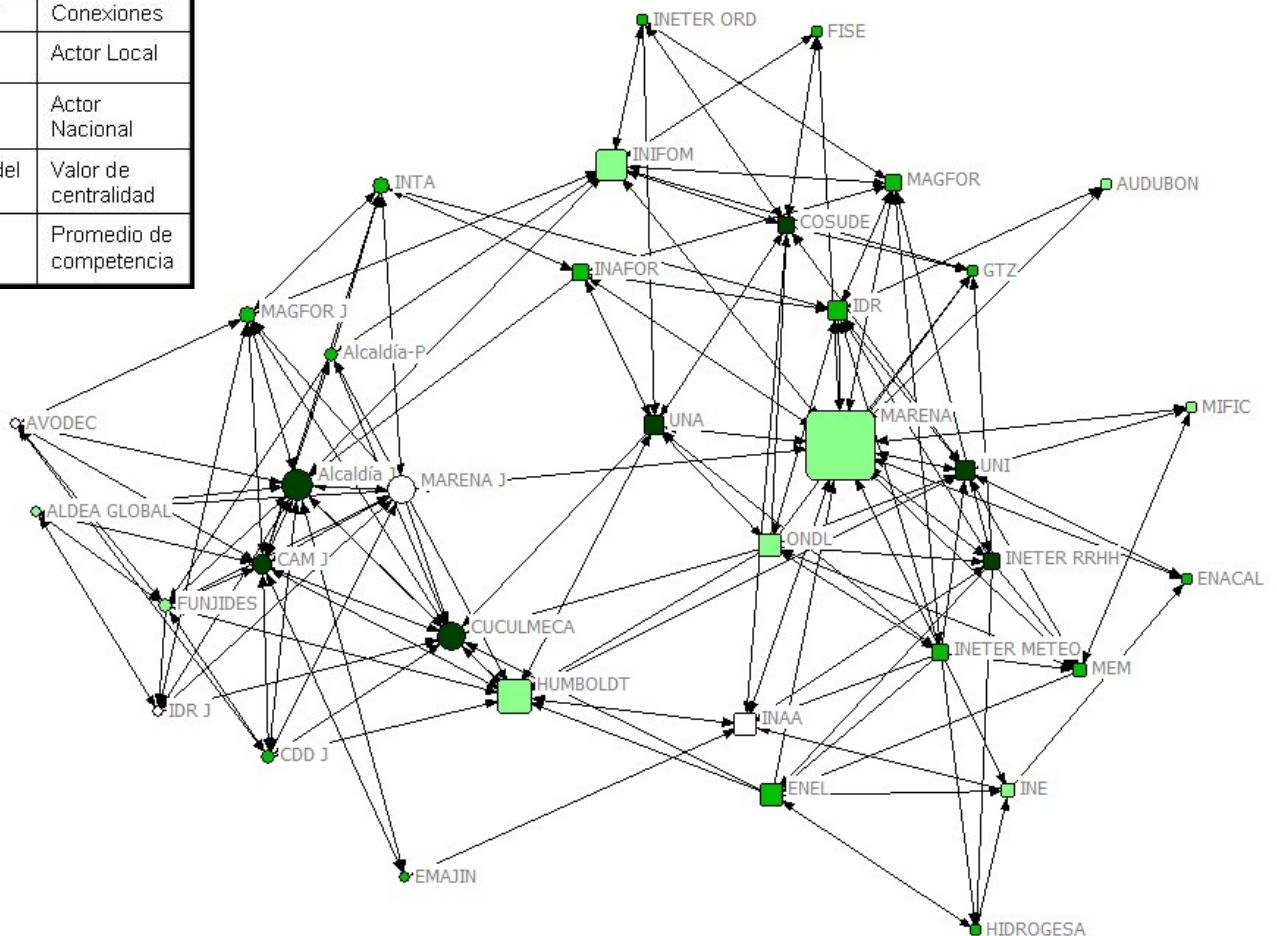 Conexiones
Actor Local
Actor
Nacional
del
Valor de
centralidad
Promedio de
competencia
INETER ORD
FISE
INIFOM
INTA
MAGFOR
AUDUBON
COSUDE
INAFOR
GTZ
IDR
MAGFOR J
Alcaldía-P
MIFIC
MARENA
AVODEC
UNA
UNI
Alcaldía J
MARENA J
ALDEA GLOBAL
ONDL
CAM J
INETER RRHH
ENACAL
FUNJIDES
CUCULMECA
INETER METEO
MEM
HUMBOLDT
IDR J
INAA
CDD J
ENEL
INE
EMAJIN
HIDROGESA